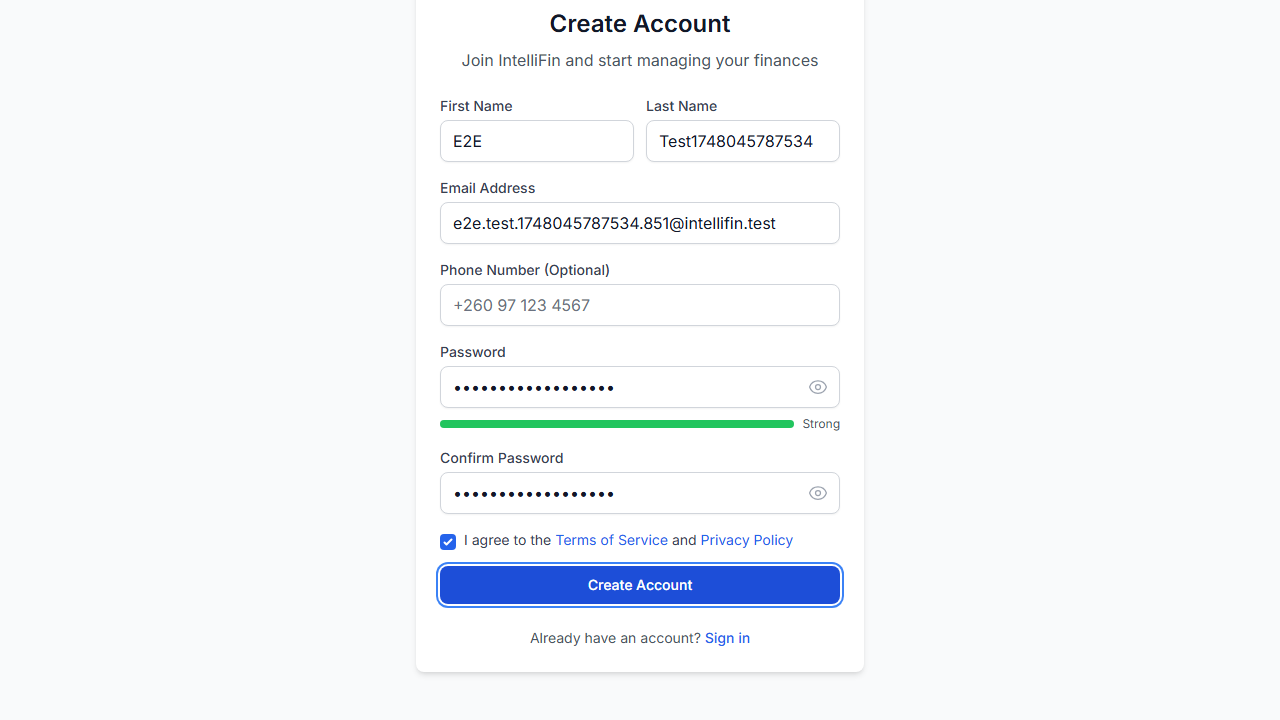 Create Account
Join IntelliFin and start managing your finances
First Name
Last Name
E2E
Test1748045787534
Email Address
e2e.test.1748045787534.851@intellifin.test
Phone Number (Optional)
+260 97 123 4567
Password
••••••••••••••••••
Strong
Confirm Password
••••••••••••••••••
I agree to the Terms of Service and Privacy Policy
Create Account
Already have an account? Sign in